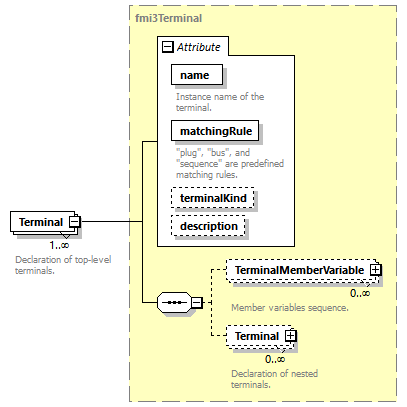 fmi3Terminal
Attribute
name
Instance name of the
terminal.
matchingRule
"plug", "bus", and
"sequence" are predefined
matching rules.
terminalKind
description
Terminal
1..∞
Declaration of top-level
terminals.
TerminalMemberVariable
0..∞
Member variables sequence.
Terminal
0..∞
Declaration of nested
terminals.